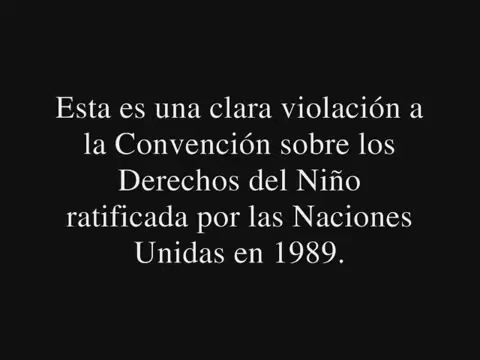 Esta es una clara violación a
la Convención sobre los
Derechos del Niño
ratificada por las Naciones
Unidas en 1989.